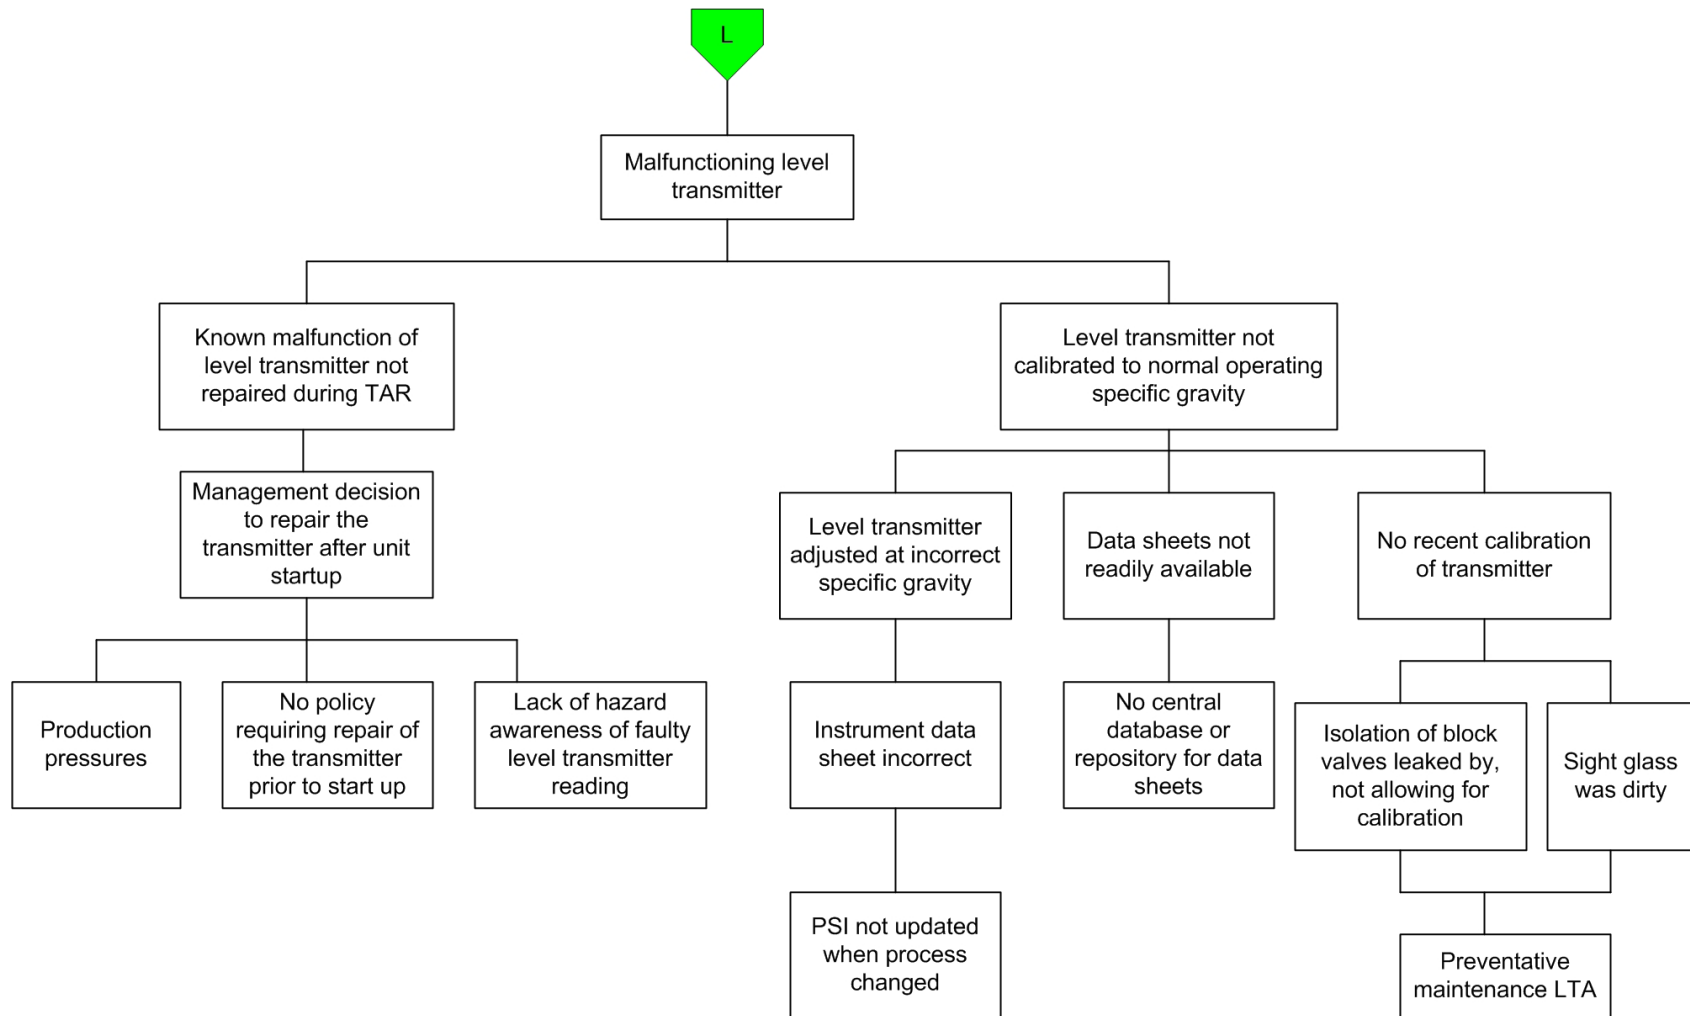 L
Malfunctioning level
transmitter
Known malfunction of
level transmitter not
repaired during TAR
Level transmitter not
calibrated to normal operating
specific gravity
Management decision
to repair the
transmitter after unit
startup
Level transmitter
adjusted at incorrect
specific gravity
Data sheets not
readily available
No recent calibration
of transmitter
Production
pressures
No policy
requiring repair of
the transmitter
prior to start up
Lack of hazard
awareness of faulty
level transmitter
reading
Instrument data
sheet incorrect
No central
database or
repository for data
sheets
Isolation of block
valves leaked by,
not allowing for
calibration
Sight glass
was dirty
PSI not updated
when process
changed
Preventative
maintenance LTA